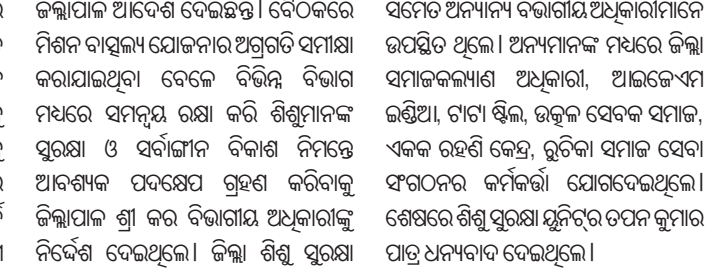 ଜିଲ୍ଲାପାଳ ଆଦେଶ ଦେଇଛନ୍ତି। ବୈଠକରେ
ମିଶନ ବାତ୍ସଲ୍ୟ ଯୋଜନାର ଅଗ୍ରଗତି ସମୀକ୍ଷା
କରାଯାଇଥିବା ବେଳେ ବିଭିନ୍ନ ବିଭାଗ
ମଧ୍ୟରେ ସମନ୍ୱୟ ରକ୍ଷା କରି ଶିଶୁମାନଙ୍କ
ସୁରକ୍ଷା ଓ ସର୍ବାଙ୍ଗୀନ ବିକାଶ ନିମନ୍ତେ
ଆବଶ୍ୟକ ପଦକ୍ଷେପ ଗ୍ରହଣ କରିବାକୁ
ଜିଲ୍ଲାପାଳ ଶ୍ରୀ କର ବିଭାଗୀୟ ଅଧିକାରୀଙ୍କୁ
ନିର୍ଦ୍ଦେଶ ଦେଇଥିଲେ। ଜିଲ୍ଲା ଶିଶୁ ସୁରକ୍ଷା
ସମେତ ଅନ୍ୟାନ୍ୟ ବିଭାଗୀୟ ଅଧିକାରୀମାନେ
ଉପସ୍ଥିତ ଥିଲେ। ଅନ୍ୟମାନଙ୍କ ମଧ୍ୟରେ ଜିଲ୍ଲା
ସମାଜକଲ୍ୟାଣ ଅଧିକାରୀ, ଆଇଜେଏମ
ଇଣ୍ଡିଆ, ଟାଟା ଷ୍ଟିଲ, ଉତ୍କଳ ସେବକ ସମାଜ,
ଏକକ ରହଣି କେନ୍ଦ୍ର, ରୁଚିକା ସମାଜ ସେବା
ସଂଗଠନର କର୍ମକର୍ତ୍ତା ଯୋଗଦେଇଥିଲେ।
ଶେଷରେ ଶିଶୁ ସୁରକ୍ଷା ୟୁନିଟ୍‌ର ତପନ କୁମାର
ପାତ୍ର ଧନ୍ୟବାଦ ଦେଇଥିଲେ।